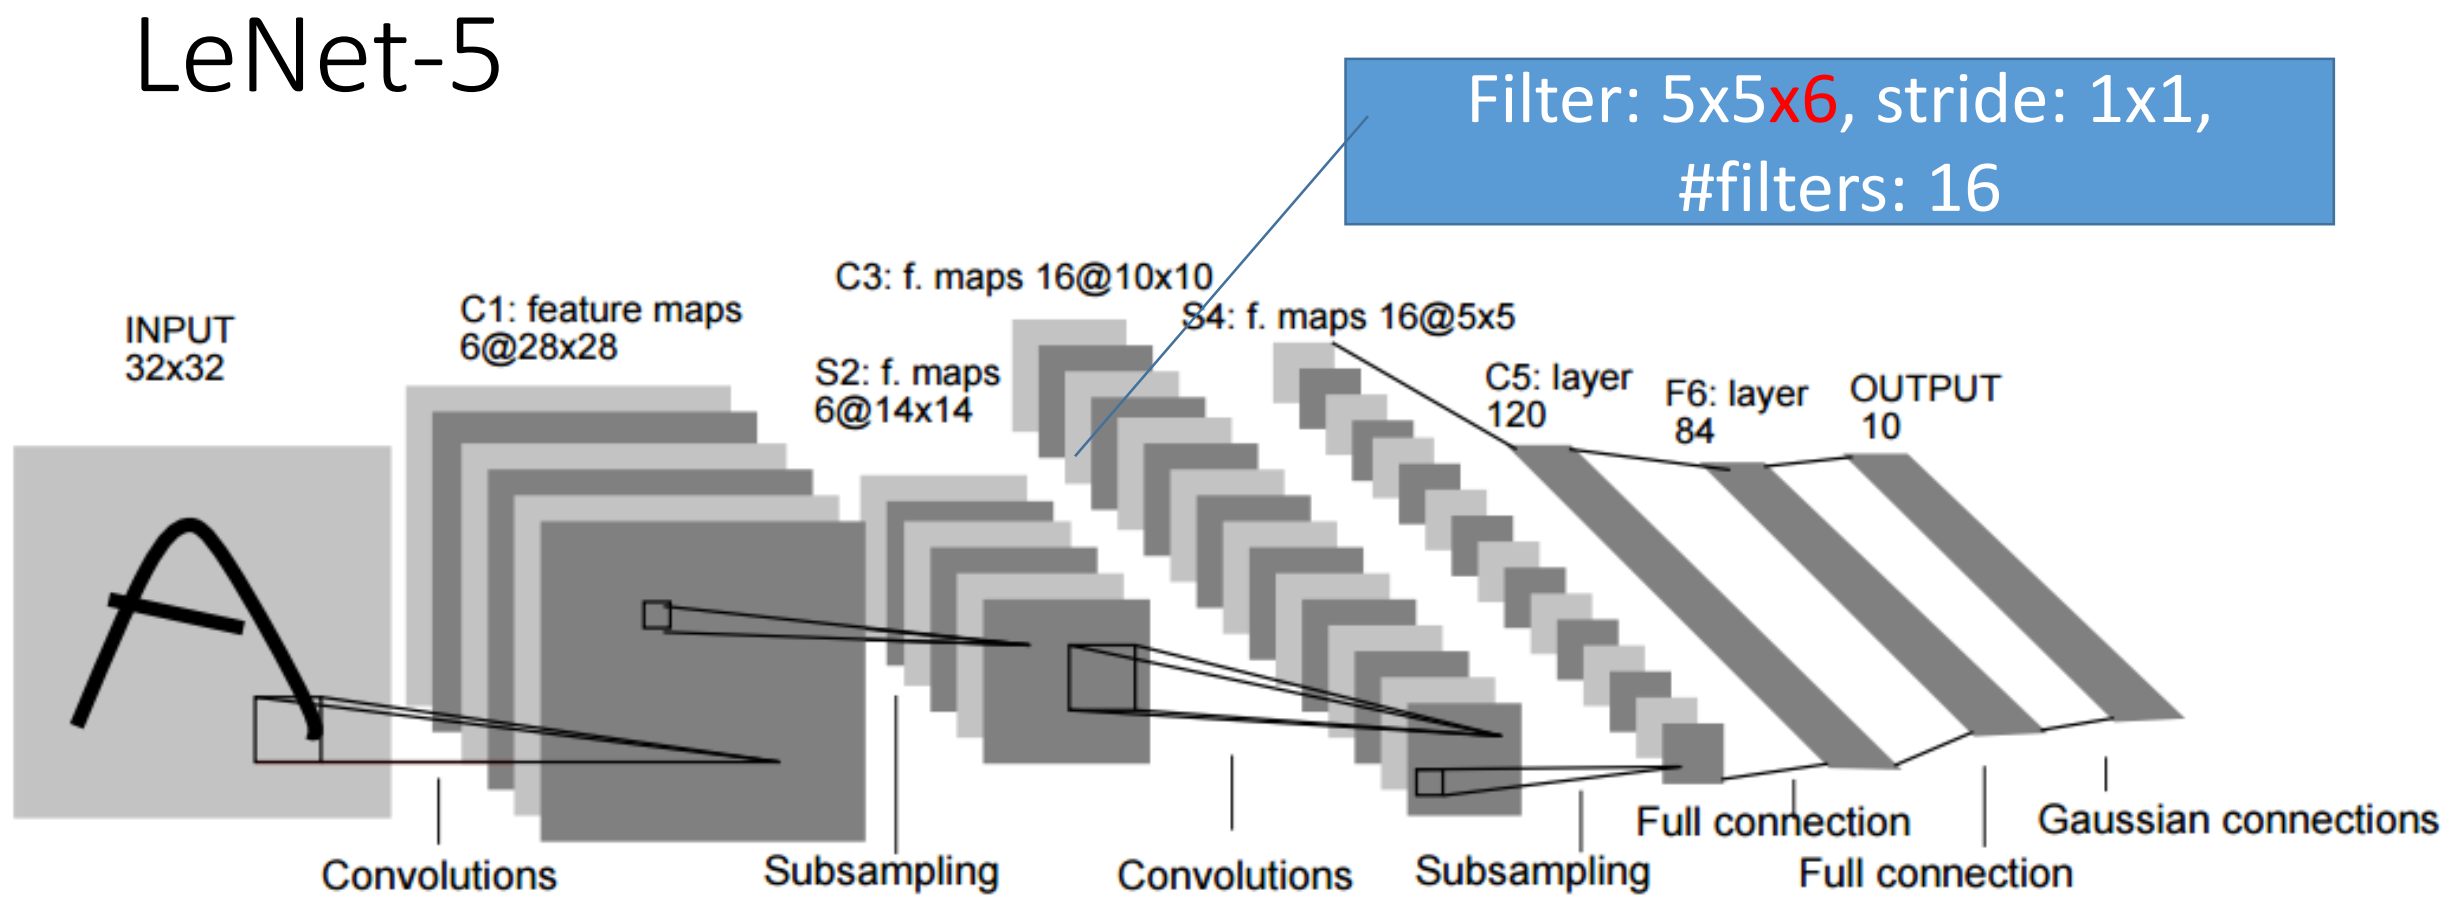 LeNet-5
Filter: 5x5x6, stride: 1x1,
#filters: 16
C3: f. maps 16@10x10
S4: f. maps 16@5x5
INPUT
32x32
C1: feature maps
6@28x28
S2: f. maps
6@14x14
C5: layer
120
F6: layer
84
OUTPUT
10
Convolutions
Subsampling
Convolutions
Subsampling
Full connection
Full connection
Gaussian connections